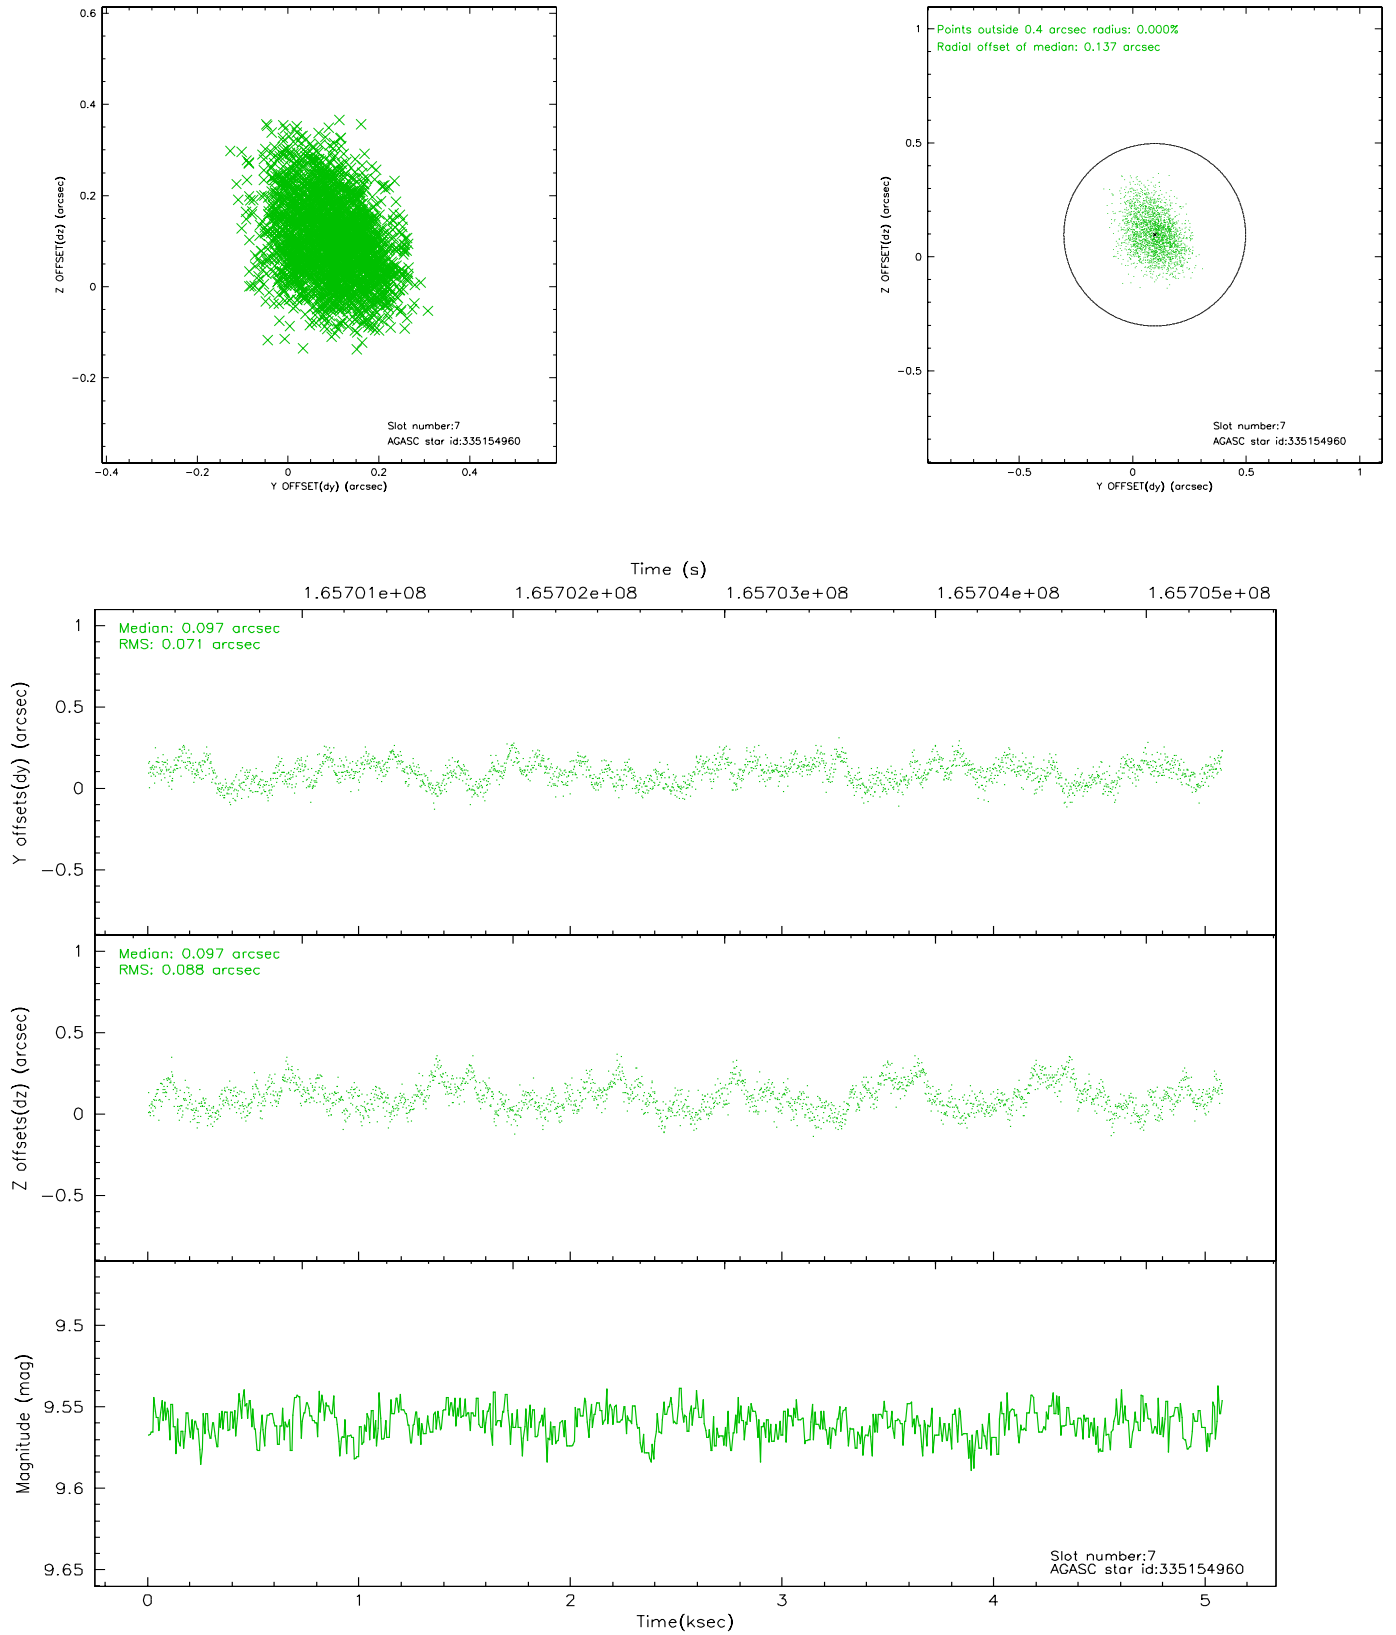 0.6
0.4
0.2
0
−0.2
Z OFFSET(dz) (arcsec)
Slot number:7
AGASC star id:335154960
−0.4 −0.2 0 0.2 0.4
Y OFFSET(dy) (arcsec)
Points outside 0.4 arcsec radius: 0.000%
Radial offset of median: 0.137 arcsec
1
0.5
0
−0.5
Z OFFSET(dz) (arcsec)
Slot number:7
AGASC star id:335154960
−0.5 0 0.5 1
Y OFFSET(dy) (arcsec)
Time (s)
1.65701e+08 1.65702e+08 1.65703e+08 1.65704e+08 1.65705e+08
Median: 0.097 arcsec
RMS: 0.071 arcsec
1
0.5
0
−0.5
Y offsets(dy) (arcsec)
Median: 0.097 arcsec
RMS: 0.088 arcsec
1
0.5
0
−0.5
Z offsets(dz) (arcsec)
9.5
9.55
9.6
9.65
Magnitude (mag)
Slot number:7
AGASC star id:335154960
0 1 2 3 4 5
Time(ksec)